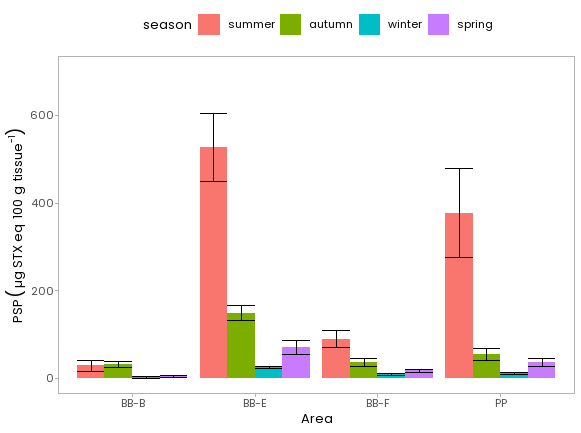 season summer autumn winter spring
PSP (µg STX eq 100 g tissue⁻¹)
600
400
200
0
BB-B BB-E BB-F PP
Area